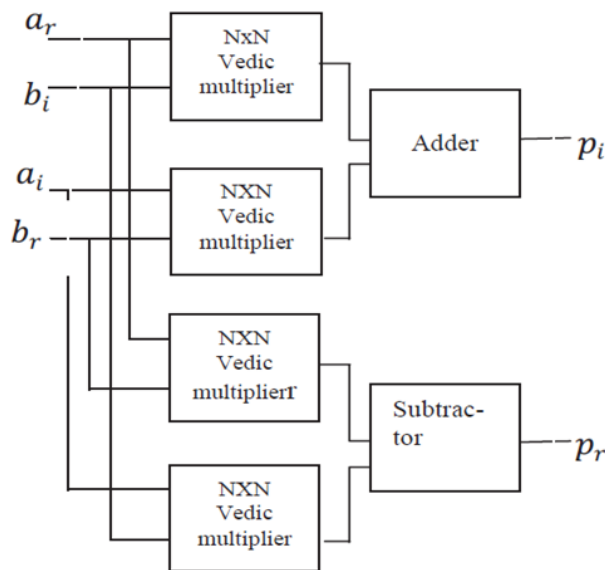 a_r
b_i
a_i
b_r
NxN
Vedic
multiplier
NXN
Vedic
multiplier
Adder
p_i
NXN
Vedic
multiplierr
NXN
Vedic
multiplier
Subtrac-
tor
p_r